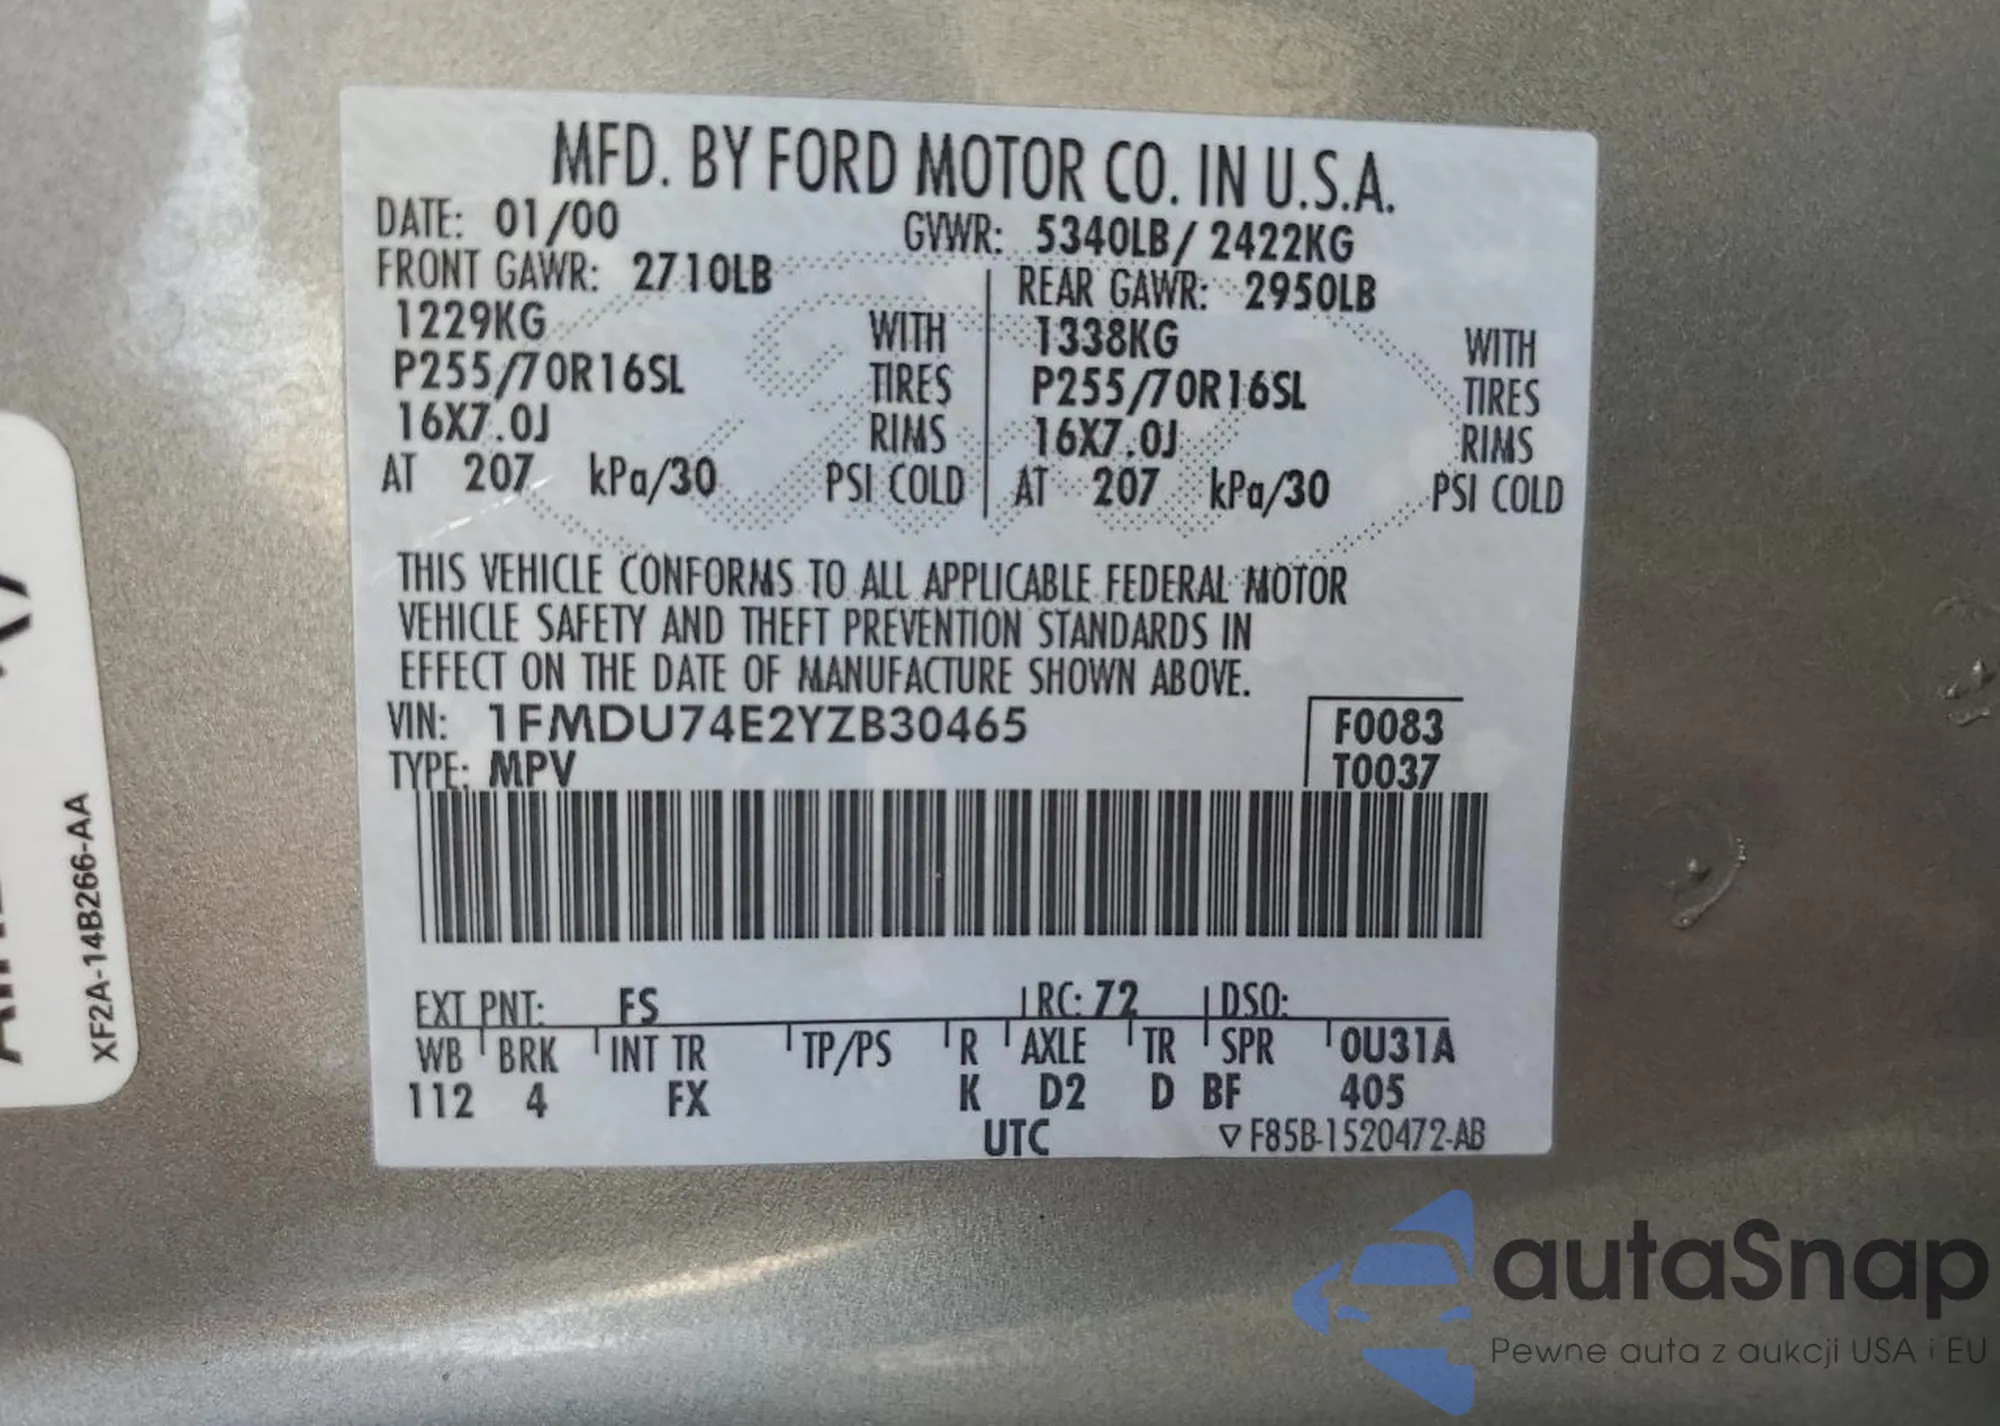 MFD. BY FORD MOTOR CO. IN U.S.A.
DATE: 01/00 GVWR: 5340LB/ 2422KG
FRONT GAWR: 2710LB REAR GAWR: 2950LB
1229KG WITH 1338KG WITH
P255/70R16SL TIRES P255/70R16SL TIRES
16X7.0J RIMS 16X7.0J RIMS
AT 207 kPa/30 PSI COLD AT 207 kPa/30 PSI COLD
THIS VEHICLE CONFORMS TO ALL APPLICABLE FEDERAL MOTOR
VEHICLE SAFETY AND THEFT PREVENTION STANDARDS IN
EFFECT ON THE DATE OF MANUFACTURE SHOWN ABOVE.
VIN: 1FMDU74E2YZB30465 F0083
TYPE: MPV T0037
EXT PNT: FS RC: 72 DSO:
WB BRK INT TR TP/PS R AXLE TR SPR 0U31A
112 4 FX K D2 D BF 405
UTC ▽ F85B-1520472-AB
XF2A-14B266-AA
autaSnap
Pewne auta z aukcji USA i EU